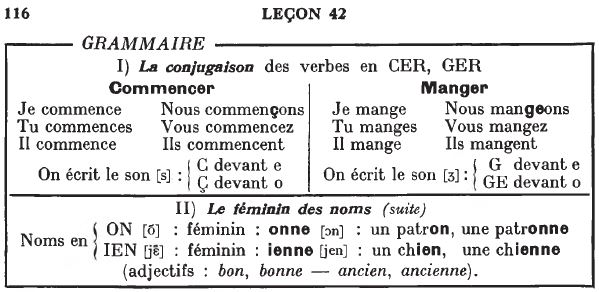 116 LEÇON 42
GRAMMAIRE
I) La conjugaison des verbes en CER, GER
Commencer Manger
Je commence Nous commençons Je mange Nous mangeons
Tu commences Vous commencez Tu manges Vous mangez
Il commence Ils commencent Il mange Ils mangent
On écrit le son [s] : { C devant e On écrit le son [ʒ] : { G devant e
Ç devant o GE devant o
II) Le féminin des noms (suite)
Noms en { ON [ɔ̃] : féminin : onne [ɔn] : un patron, une patronne
IEN [jɛ̃] : féminin : ienne [jen] : un chien, une chienne
(adjectifs : bon, bonne — ancien, ancienne).